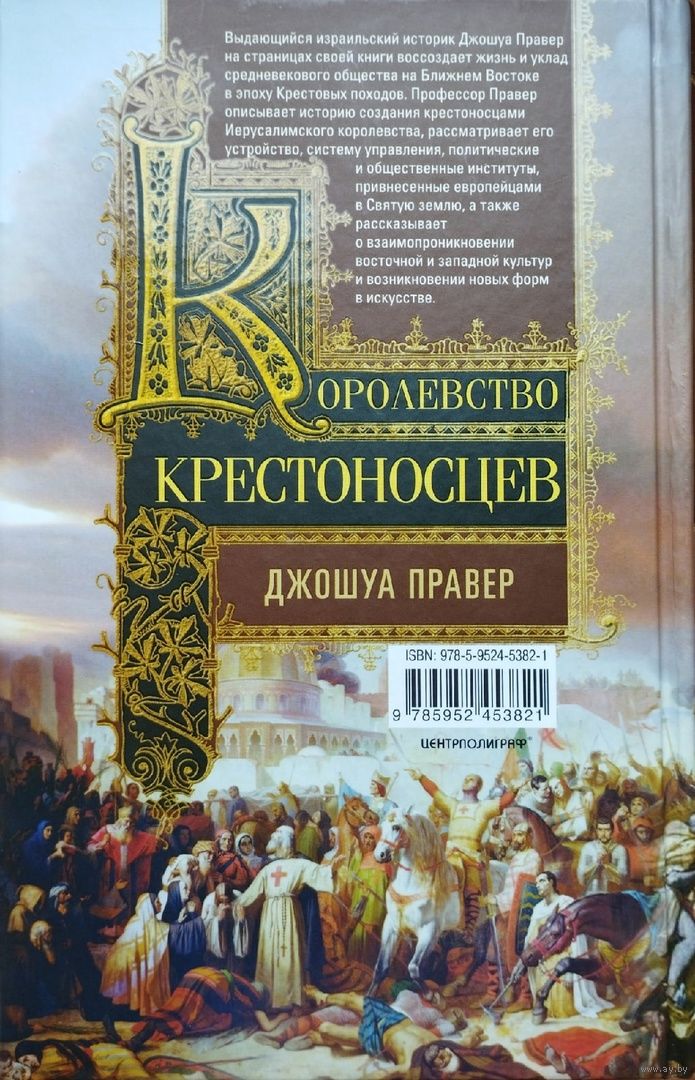 Выдающийся израильский историк Джошуа Правер
на страницах своей книги воссоздает жизнь и уклад
средневекового общества на Ближнем Востоке
в эпоху Крестовых походов. Профессор Правер
описывает историю создания крестоносцами
Иерусалимского королевства, рассматривает его
устройство, систему управления, политические
и общественные институты,
привнесенные европейцами
в Святую землю, а также
рассказывает
о взаимопроникновении
восточной и западной культур
и возникновении новых форм
в искусстве.
КОРОЛЕВСТВО
КРЕСТОНОСЦЕВ
ДЖОШУА ПРАВЕР
ISBN: 978-5-9524-5382-1
9 785952 453821
ЦЕНТРПОЛИГРАФ
www.ay.by